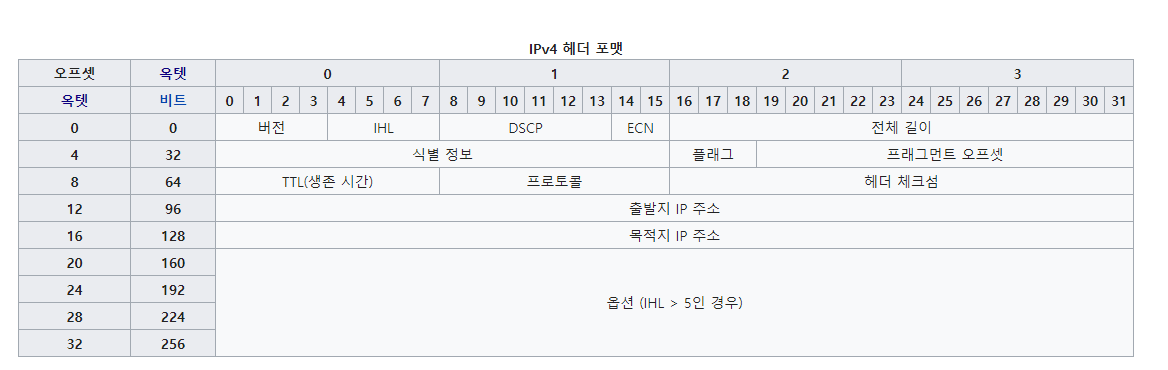 IPv4 헤더 포맷
오프셋 옥텟 0 1 2 3
옥텟 비트 0 1 2 3 4 5 6 7 8 9 10 11 12 13 14 15 16 17 18 19 20 21 22 23 24 25 26 27 28 29 30 31
0 0 버전 IHL DSCP ECN 전체 길이
4 32 식별 정보 플래그 프래그먼트 오프셋
8 64 TTL(생존 시간) 프로토콜 헤더 체크섬
12 96 출발지 IP 주소
16 128 목적지 IP 주소
20 160
24 192
옵션 (IHL > 5인 경우)
28 224
32 256